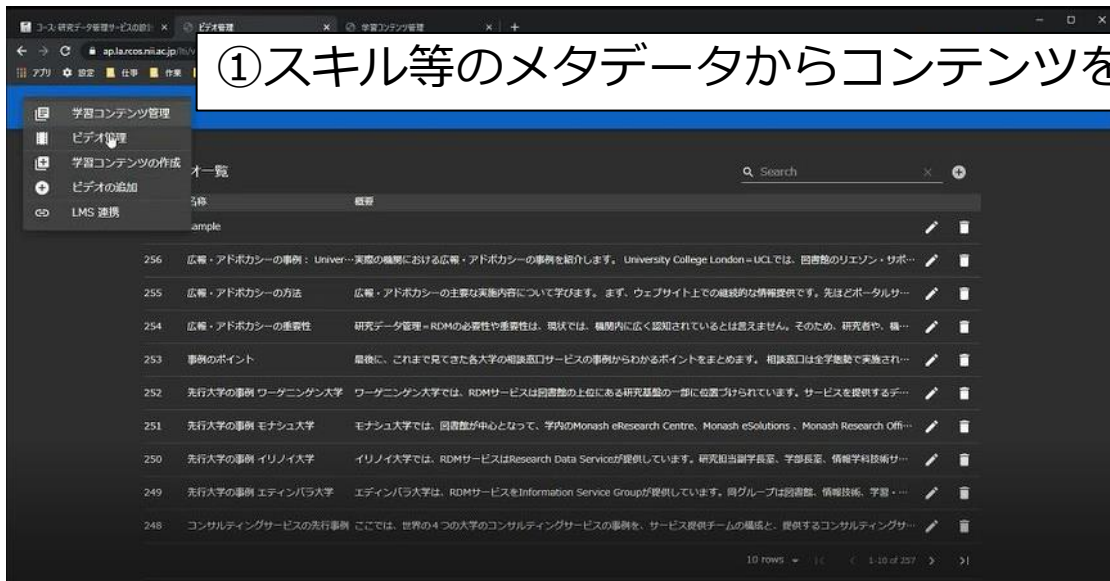 3-2: 研究データ管理サービスの設計
ビデオ管理
学習コンテンツ管理
ap.la.rcos.nii.ac.jp/lti/v
アプリ 設定 仕事 作業
①スキル等のメタデータからコンテンツを
学習コンテンツ管理
ビデオ管理
学習コンテンツの作成
ビデオの追加
LMS 連携
オ一覧
Search
名称 概要
ample
256 広報・アドボカシーの事例： Univer… 実際の機関における広報・アドボカシーの事例を紹介します。 University College London＝UCLでは、図書館のリエゾン・サポ…
255 広報・アドボカシーの方法 広報・アドボカシーの主要な実施内容について学びます。 まず、ウェブサイト上での継続的な情報提供です。先ほどポータルサ…
254 広報・アドボカシーの重要性 研究データ管理＝RDMの必要性や重要性は、現状では、機関内に広く認知されているとは言えません。そのため、研究者や、機…
253 事例のポイント 最後に、これまで見てきた各大学の相談窓口サービスの事例からわかるポイントをまとめます。 相談窓口は全学態勢で実施され…
252 先行大学の事例 ワーゲニンゲン大学 ワーゲニンゲン大学では、RDMサービスは図書館の上位にある研究基盤の一部に位置づけられています。サービスを提供するデ…
251 先行大学の事例 モナシュ大学 モナシュ大学では、図書館が中心となって、学内のMonash eResearch Centre、Monash eSolutions 、Monash Research Offi…
250 先行大学の事例 イリノイ大学 イリノイ大学では、RDMサービスはResearch Data Serviceが提供しています。研究担当副学長室、学部長室、情報学科技術サ…
249 先行大学の事例 エディンバラ大学 エディンバラ大学は、RDMサービスをInformation Service Groupが提供しています。同グループは図書館、情報技術、学習・…
248 コンサルティングサービスの先行事例 ここでは、世界の4つの大学のコンサルティングサービスの事例を、サービス提供チームの構成と、提供するコンサルティングサ…
10 rows 1-10 of 257